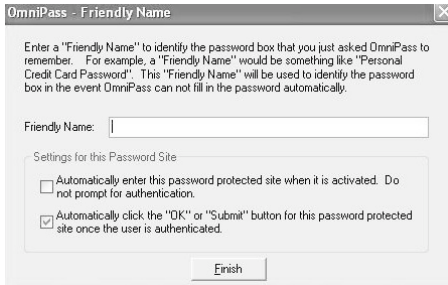 OmniPass - Friendly Name
Enter a "Friendly Name" to identify the password box that you just asked OmniPass to
remember. For example, a "Friendly Name" would be something like "Personal
Credit Card Password". This "Friendly Name" will be used to identify the password
box in the event OmniPass can not fill in the password automatically.
Friendly Name:
Settings for this Password Site
Automatically enter this password protected site when it is activated. Do
not prompt for authentication.
Automatically click the "OK" or "Submit" button for this password protected
site once the user is authenticated.
Finish